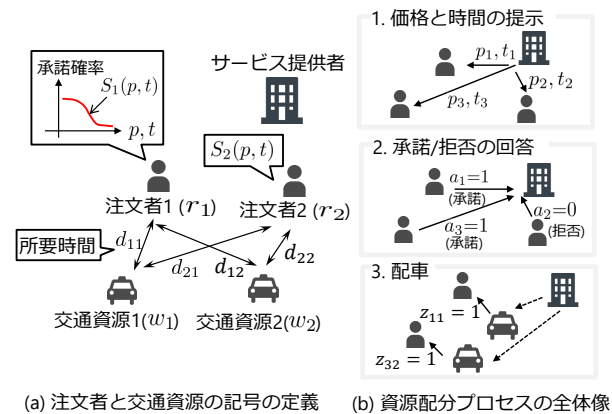 承諾確率
S₁(p, t)
p, t
サービス提供者
S₂(p, t)
注文者1 (r₁)
注文者2 (r₂)
所要時間
d₁₁
d₂₁
d₁₂
d₂₂
交通資源1(w₁)
交通資源2(w₂)
(a) 注文者と交通資源の記号の定義
1. 価格と時間の提示
p₁, t₁
p₂, t₂
p₃, t₃
2. 承諾/拒否の回答
a₁=1
(承諾)
a₂=0
(拒否)
a₃=1
(承諾)
3. 配車
z₁₁ = 1
z₃₂ = 1
(b) 資源配分プロセスの全体像